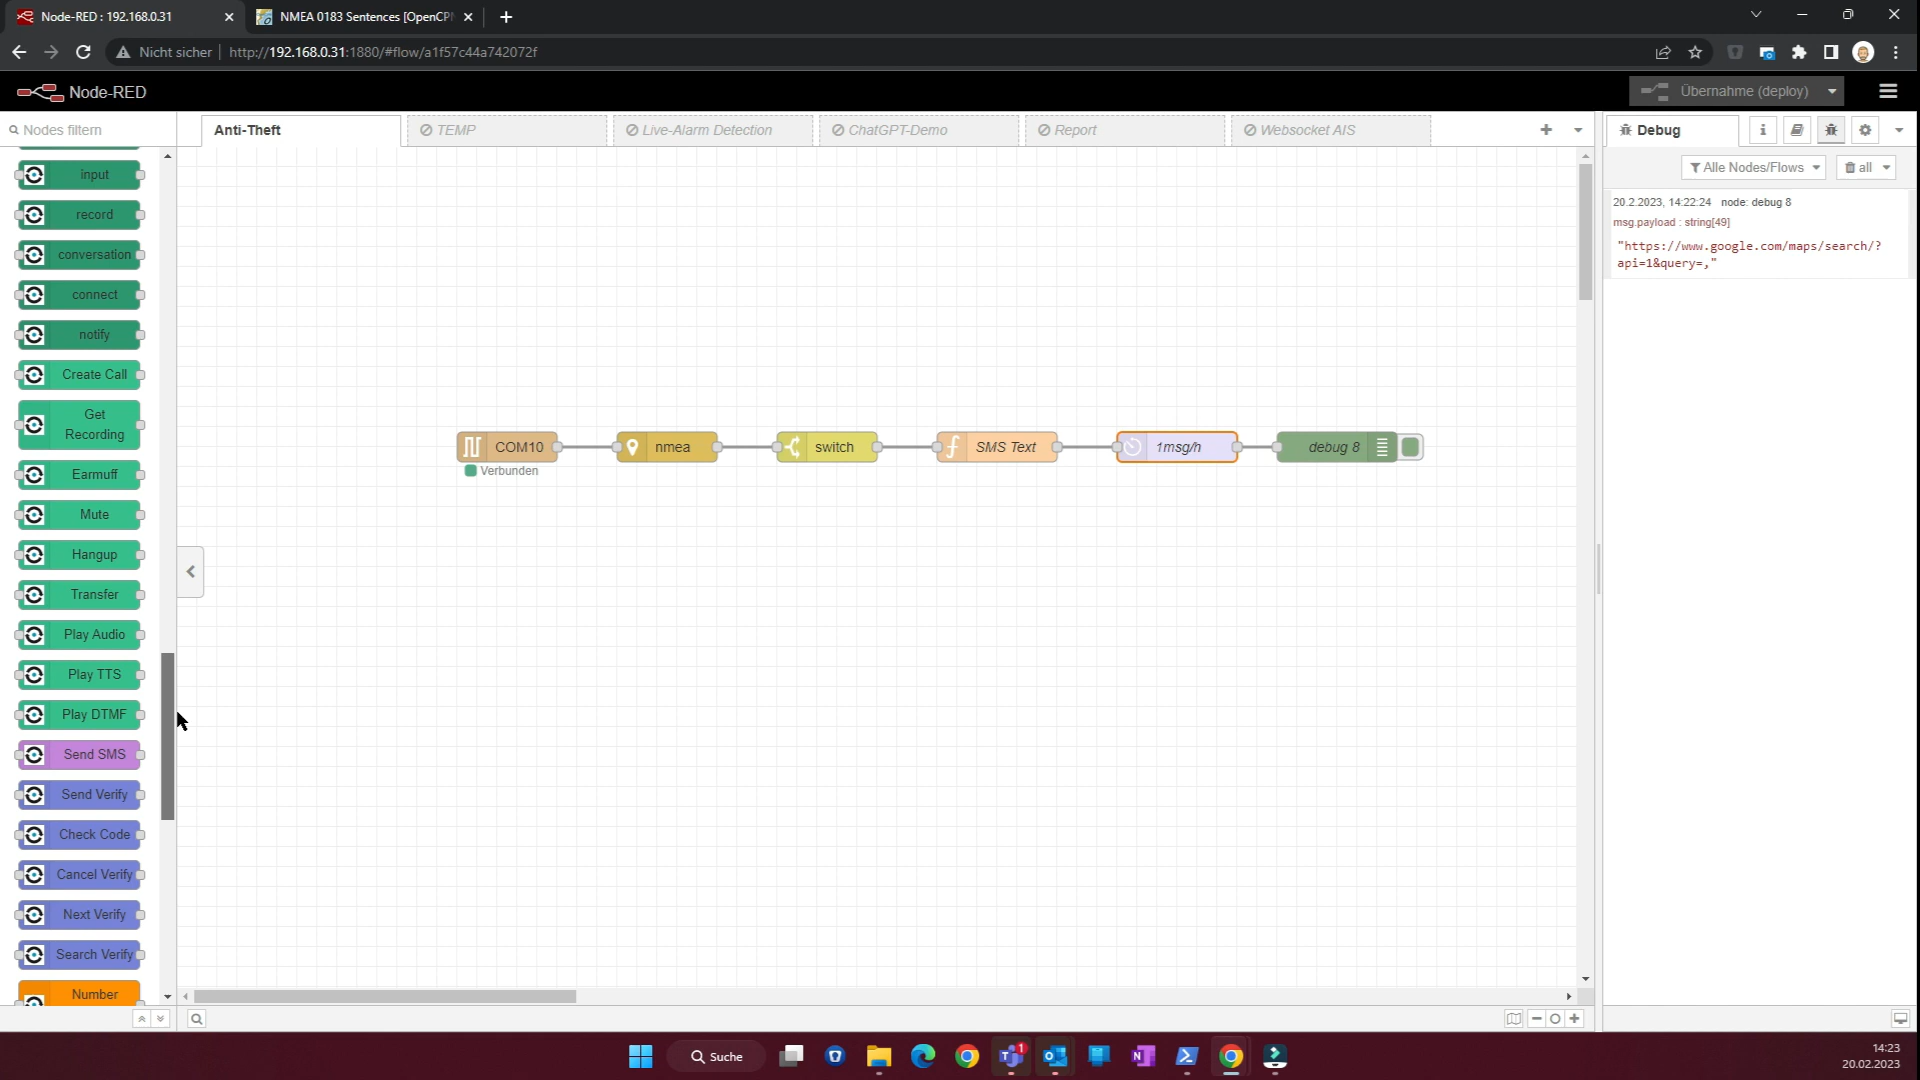 Node-RED : 192.168.0.31
NMEA 0183 Sentences [OpenCPN
Nicht sicher
http://192.168.0.31:1880/#flow/a1f57c44a742072f
Node-RED
Übernahme (deploy)
Nodes filtern
Anti-Theft
TEMP
Live-Alarm Detection
ChatGPT-Demo
Report
Websocket AIS
Debug
Alle Nodes/Flows
all
20.2.2023, 14:22:24 node: debug 8
msg.payload : string[49]
"https://www.google.com/maps/search/?
api=1&query=,"
input
record
conversation
connect
notify
Create Call
Get
Recording
Earmuff
Mute
Hangup
Transfer
Play Audio
Play TTS
Play DTMF
Send SMS
Send Verify
Check Code
Cancel Verify
Next Verify
Search Verify
Number
COM10
Verbunden
nmea
switch
SMS Text
1msg/h
debug 8
Suche
1
14:23
20.02.2023